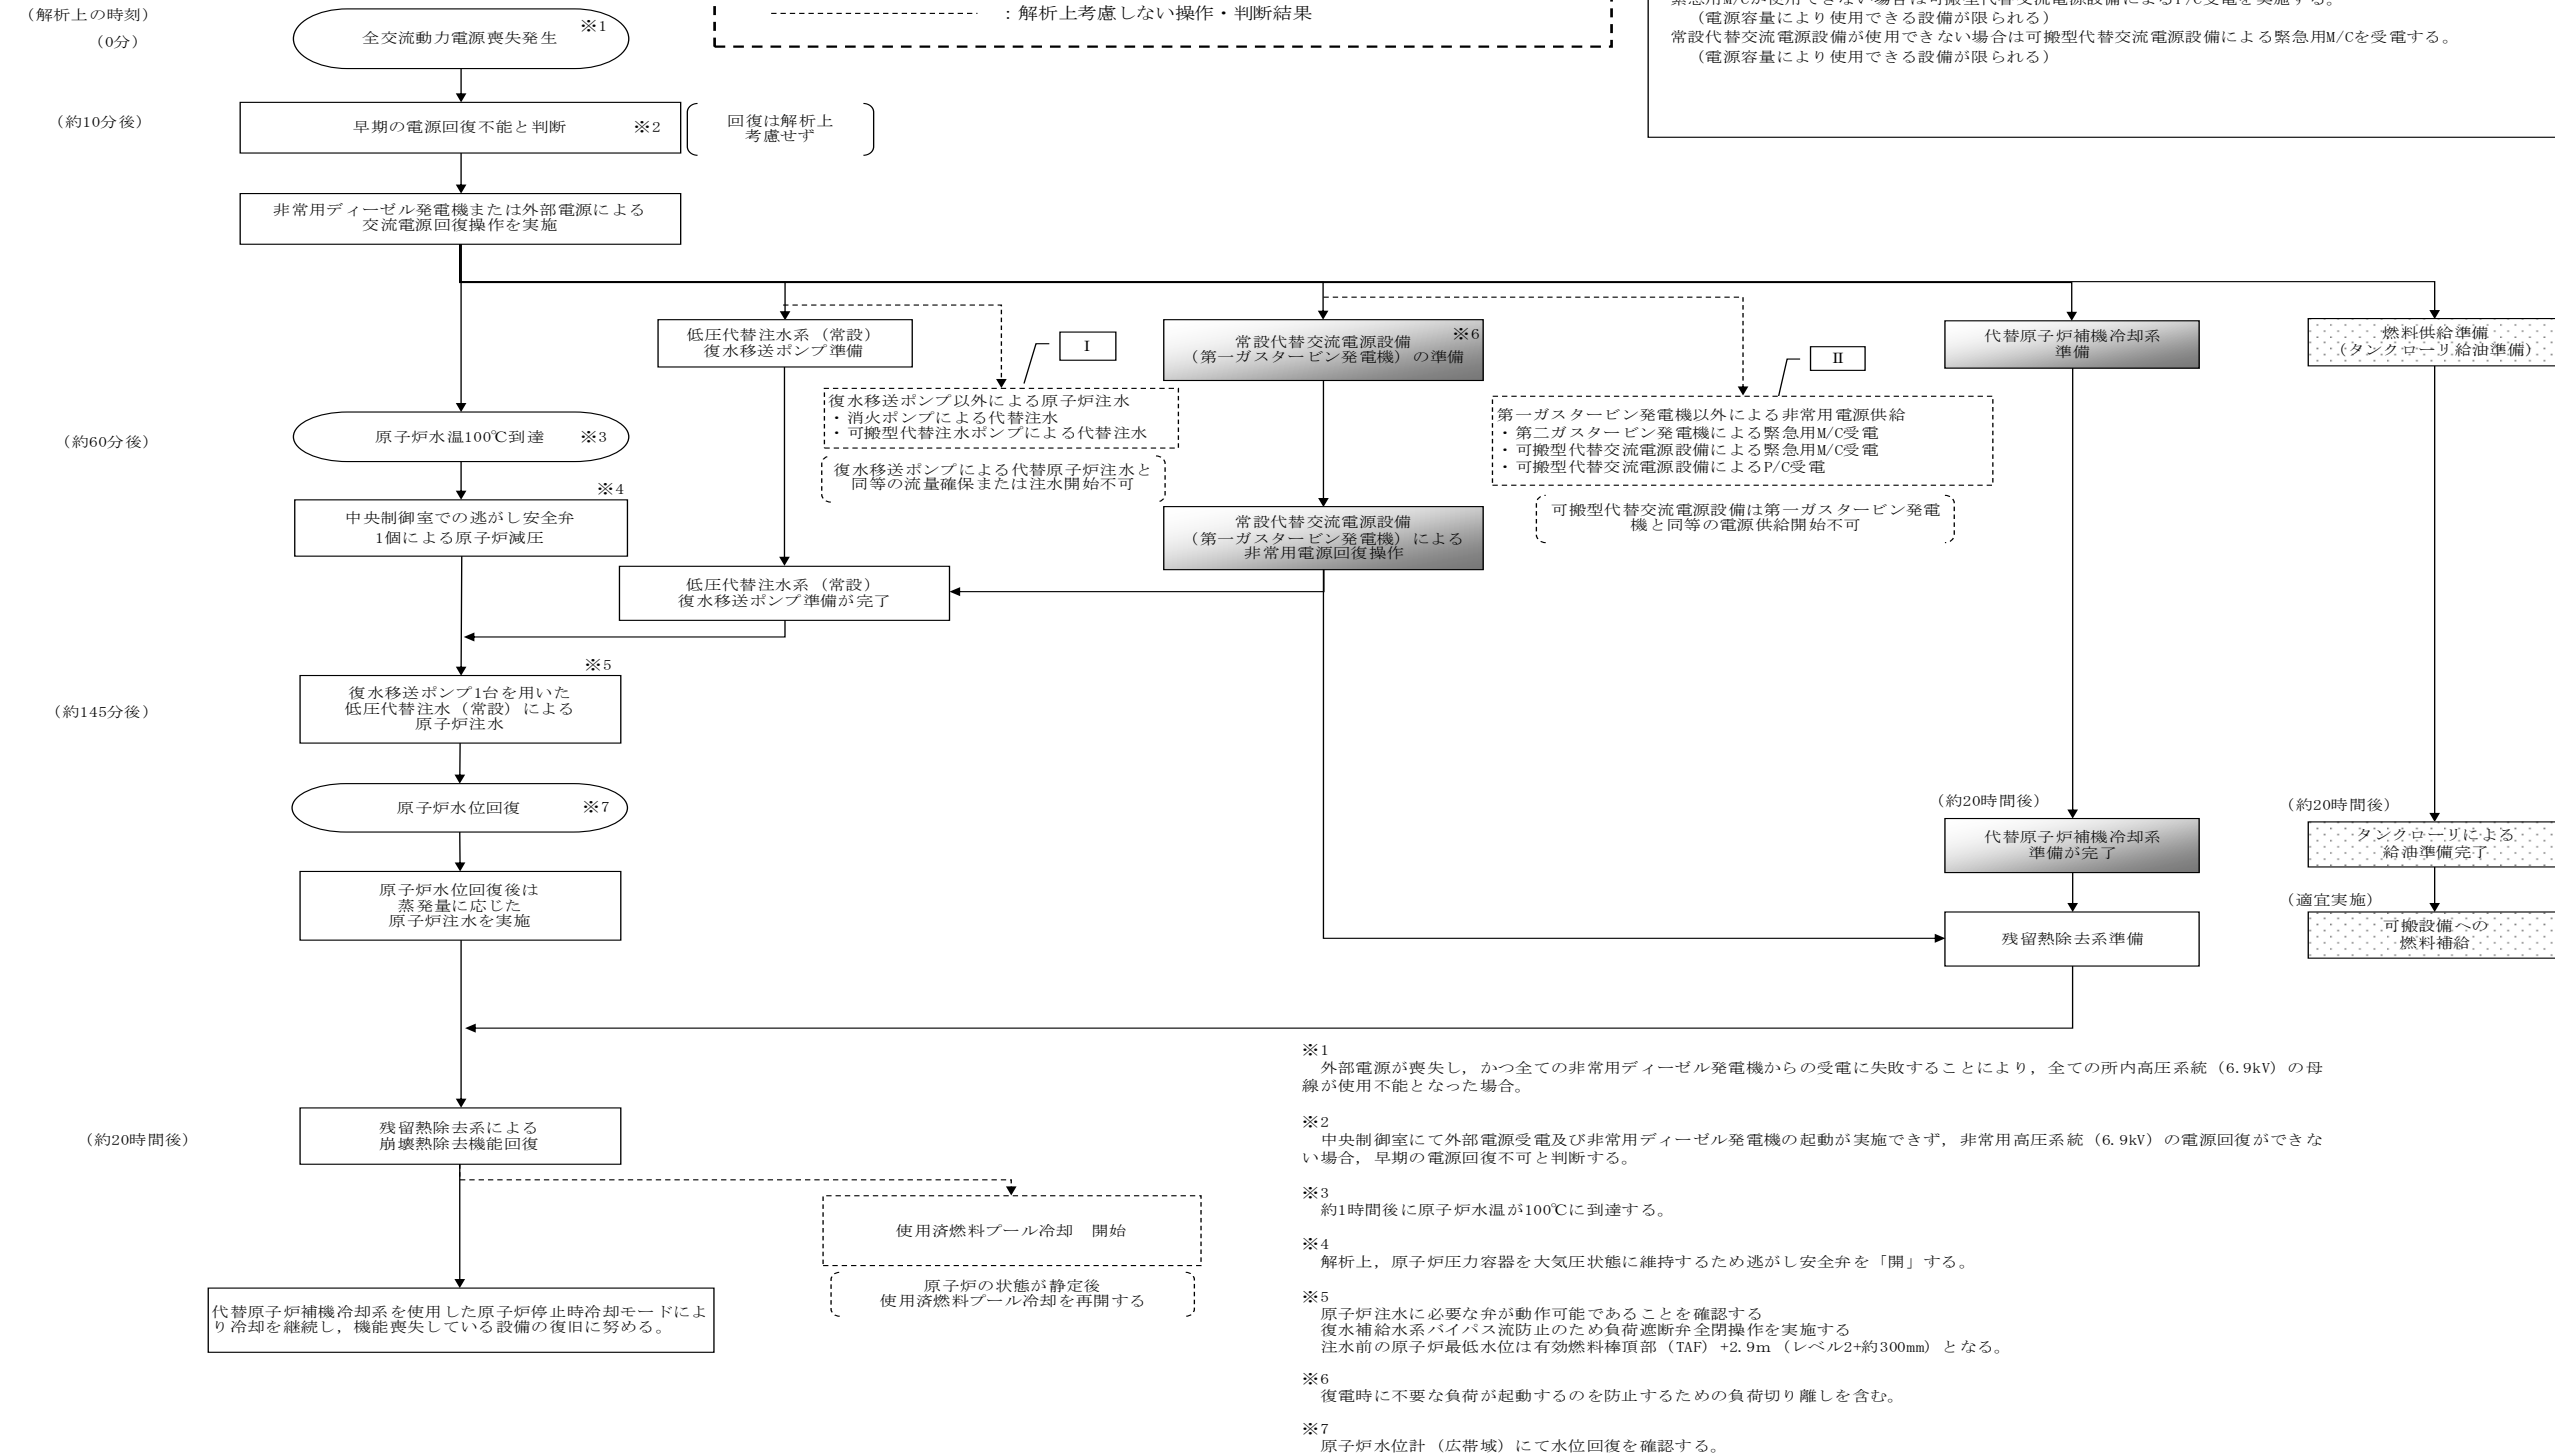 （解析上の時刻）
（0分）
全交流動力電源喪失発生
※1
：解析上考慮しない操作・判断結果
（電源容量により使用できる設備が限られる）
常設代替交流電源設備が使用できない場合は可搬型代替交流電源設備による緊急用M/Cを受電する。
（電源容量により使用できる設備が限られる）
（約10分後）
早期の電源回復不能と判断
※2
回復は解析上
考慮せず
非常用ディーゼル発電機または外部電源による
交流電源回復操作を実施
低圧代替注水系（常設）
復水移送ポンプ準備
Ⅰ
常設代替交流電源設備
（第一ガスタービン発電機）の準備
※6
Ⅱ
代替原子炉補機冷却系
準備
燃料供給準備
（タンクローリ給油準備）
復水移送ポンプ以外による原子炉注水
・消火ポンプによる代替注水
・可搬型代替注水ポンプによる代替注水
復水移送ポンプによる代替原子炉注水と
同等の流量確保または注水開始不可
第一ガスタービン発電機以外による非常用電源供給
・第二ガスタービン発電機による緊急用M/C受電
・可搬型代替交流電源設備による緊急用M/C受電
・可搬型代替交流電源設備によるP/C受電
可搬型代替交流電源設備は第一ガスタービン発電
機と同等の電源供給開始不可
（約60分後）
原子炉水温100℃到達
※3
※4
中央制御室での逃がし安全弁
1個による原子炉減圧
常設代替交流電源設備
（第一ガスタービン発電機）による
非常用電源回復操作
低圧代替注水系（常設）
復水移送ポンプ準備が完了
※5
（約145分後）
復水移送ポンプ1台を用いた
低圧代替注水（常設）による
原子炉注水
原子炉水位回復
※7
（約20時間後）
代替原子炉補機冷却系
準備が完了
（約20時間後）
タンクローリによる
給油準備完了
原子炉水位回復後は
蒸発量に応じた
原子炉注水を実施
残留熱除去系準備
（適宜実施）
可搬設備への
燃料補給
（約20時間後）
残留熱除去系による
崩壊熱除去機能回復
使用済燃料プール冷却　開始
原子炉の状態が静定後
使用済燃料プール冷却を再開する
代替原子炉補機冷却系を使用した原子炉停止時冷却モードによ
り冷却を継続し，機能喪失している設備の復旧に努める。
※1
外部電源が喪失し，かつ全ての非常用ディーゼル発電機からの受電に失敗することにより，全ての所内高圧系統（6.9kV）の母
線が使用不能となった場合。
※2
中央制御室にて外部電源受電及び非常用ディーゼル発電機の起動が実施できず，非常用高圧系統（6.9kV）の電源回復ができな
い場合，早期の電源回復不可と判断する。
※3
約1時間後に原子炉水温が100℃に到達する。
※4
解析上，原子炉圧力容器を大気圧状態に維持するため逃がし安全弁を「開」する。
※5
原子炉注水に必要な弁が動作可能であることを確認する
復水補給水系バイパス流防止のため負荷遮断弁全閉操作を実施する
注水前の原子炉最低水位は有効燃料棒頂部（TAF）+2.9m（レベル2+約300mm）となる。
※6
復電時に不要な負荷が起動するのを防止するための負荷切り離しを含む。
※7
原子炉水位計（広帯域）にて水位回復を確認する。